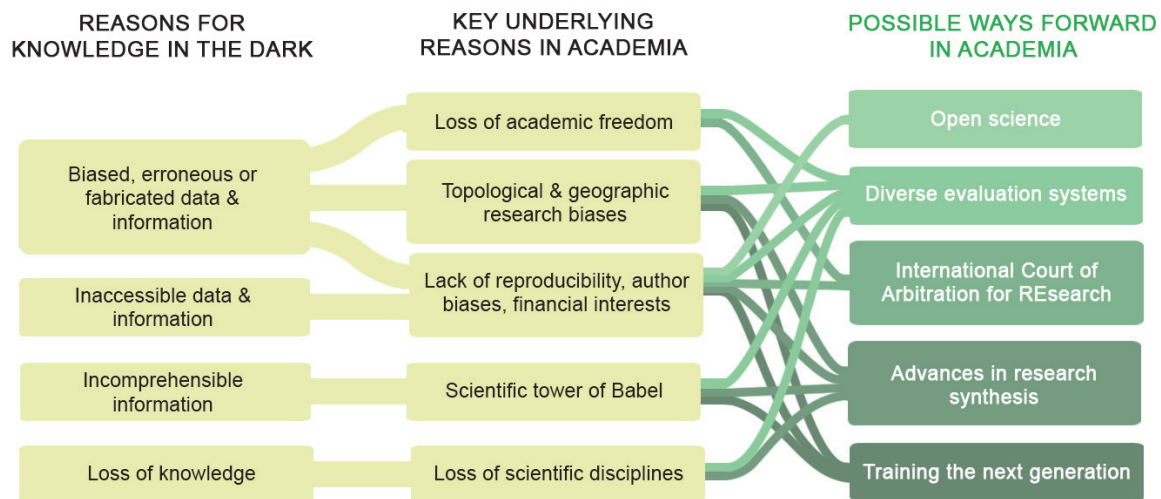 REASONS FOR
KNOWLEDGE IN THE DARK
KEY UNDERLYING
REASONS IN ACADEMIA
POSSIBLE WAYS FORWARD
IN ACADEMIA
Biased, erroneous or
fabricated data &
information
Inaccessible data &
information
Incomprehensible
information
Loss of knowledge
Loss of academic freedom
Topological & geographic
research biases
Lack of reproducibility, author
biases, financial interests
Scientific tower of Babel
Loss of scientific disciplines
Open science
Diverse evaluation systems
International Court of
Arbitration for REsearch
Advances in research
synthesis
Training the next generation